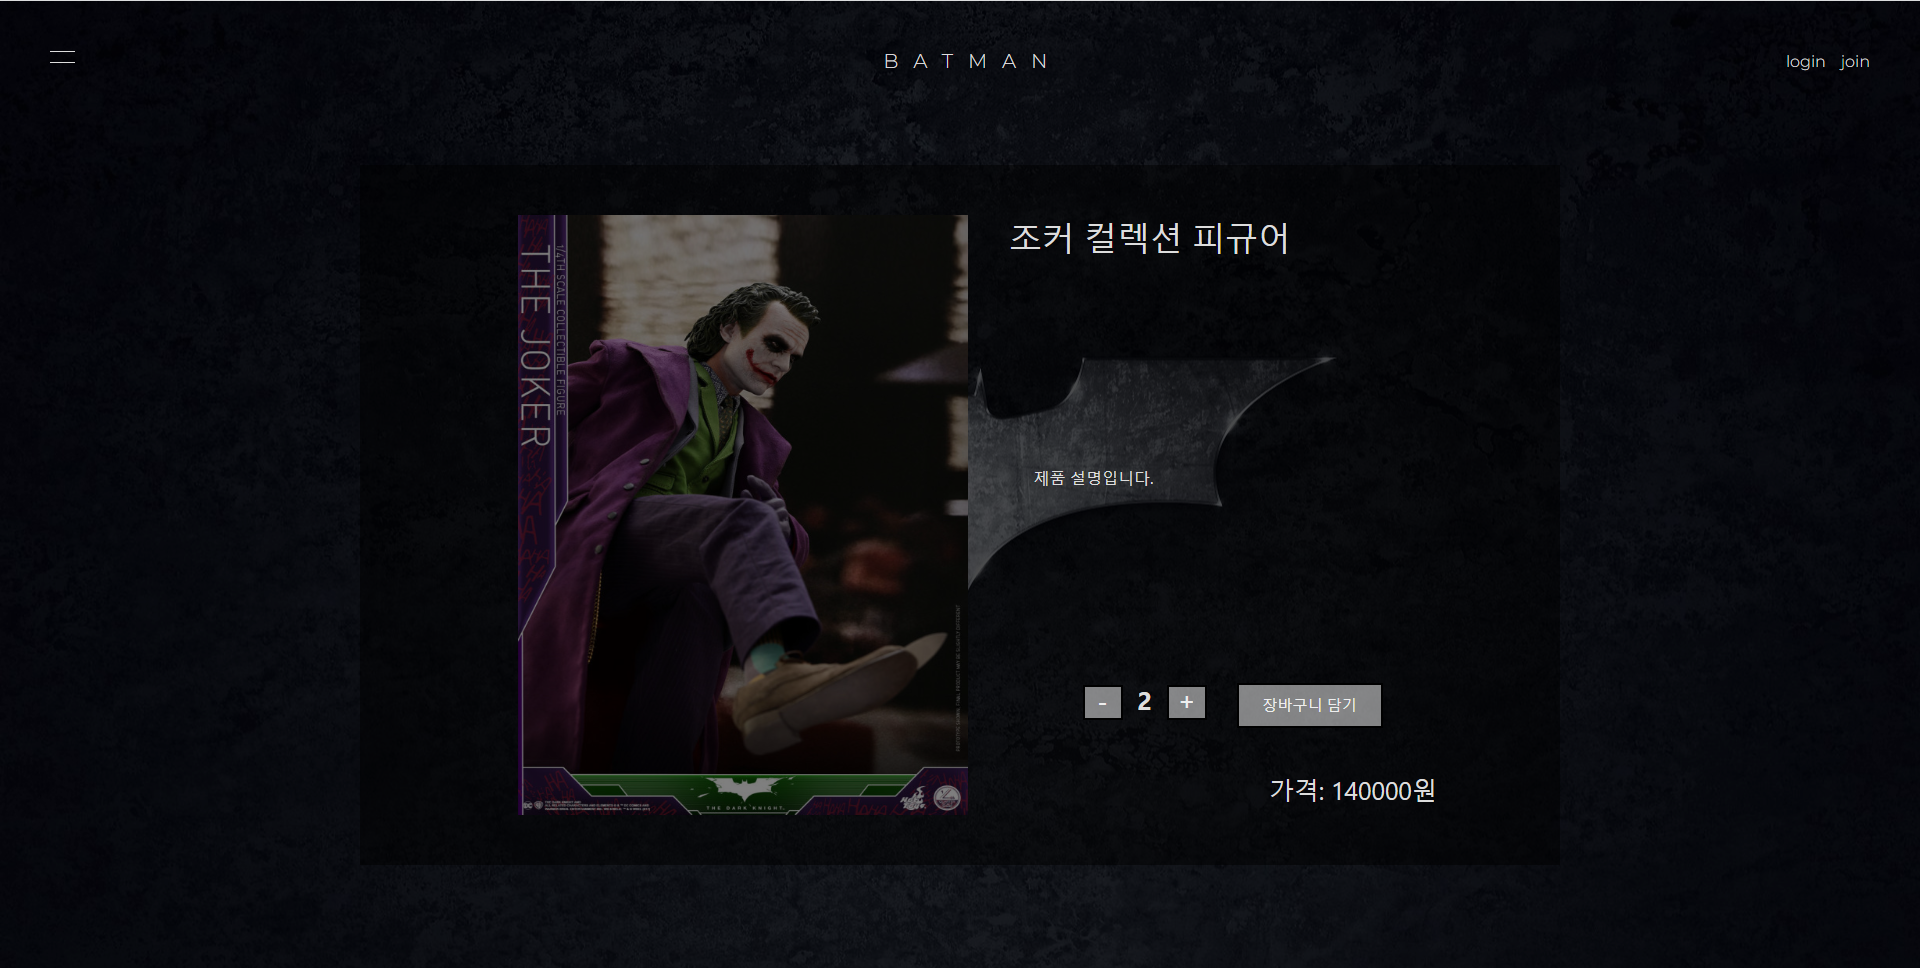 BATMAN
login join
THE JOKER
1/4TH SCALE COLLECTIBLE FIGURE
조커 컬렉션 피규어
제품 설명입니다.
- 2 +
장바구니 담기
THE DARK KNIGHT
가격: 140000원